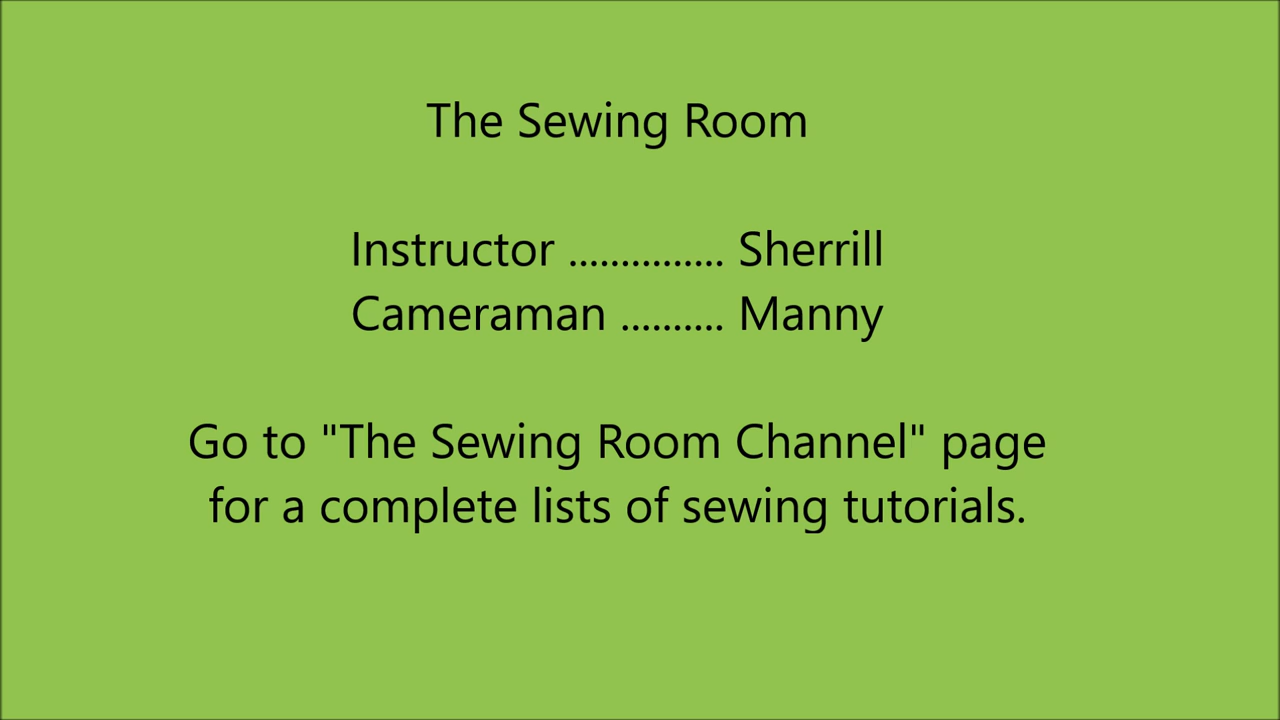 The Sewing Room
Instructor ............... Sherrill
Cameraman .......... Manny
Go to "The Sewing Room Channel" page
for a complete lists of sewing tutorials.